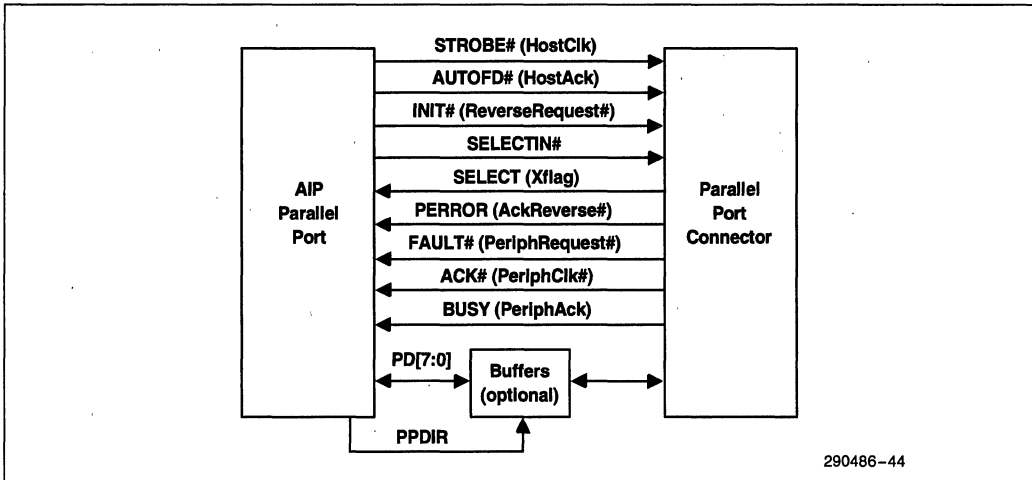 STROBE# (HostClk)
AUTOFD# (HostAck)
INIT# (ReverseRequest#)
SELECTIN#
SELECT (Xflag)
PERROR (AckReverse#)
FAULT# (PeriphRequest#)
ACK# (PeriphClk#)
BUSY (PeriphAck)
AIP
Parallel
Port
Parallel
Port
Connector
PD[7:0]
Buffers
(optional)
PPDIR
290486-44